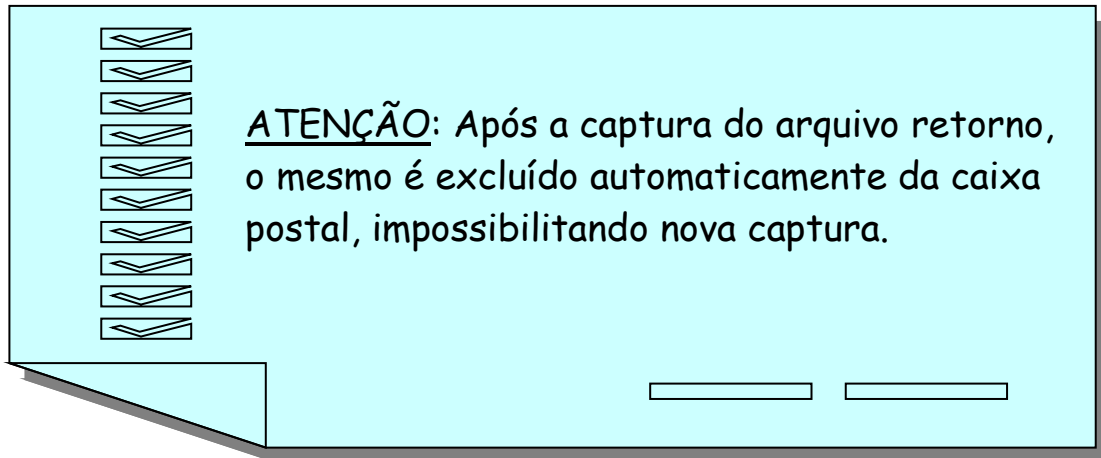 ATENÇÃO: Após a captura do arquivo retorno,
o mesmo é excluído automaticamente da caixa
postal, impossibilitando nova captura.